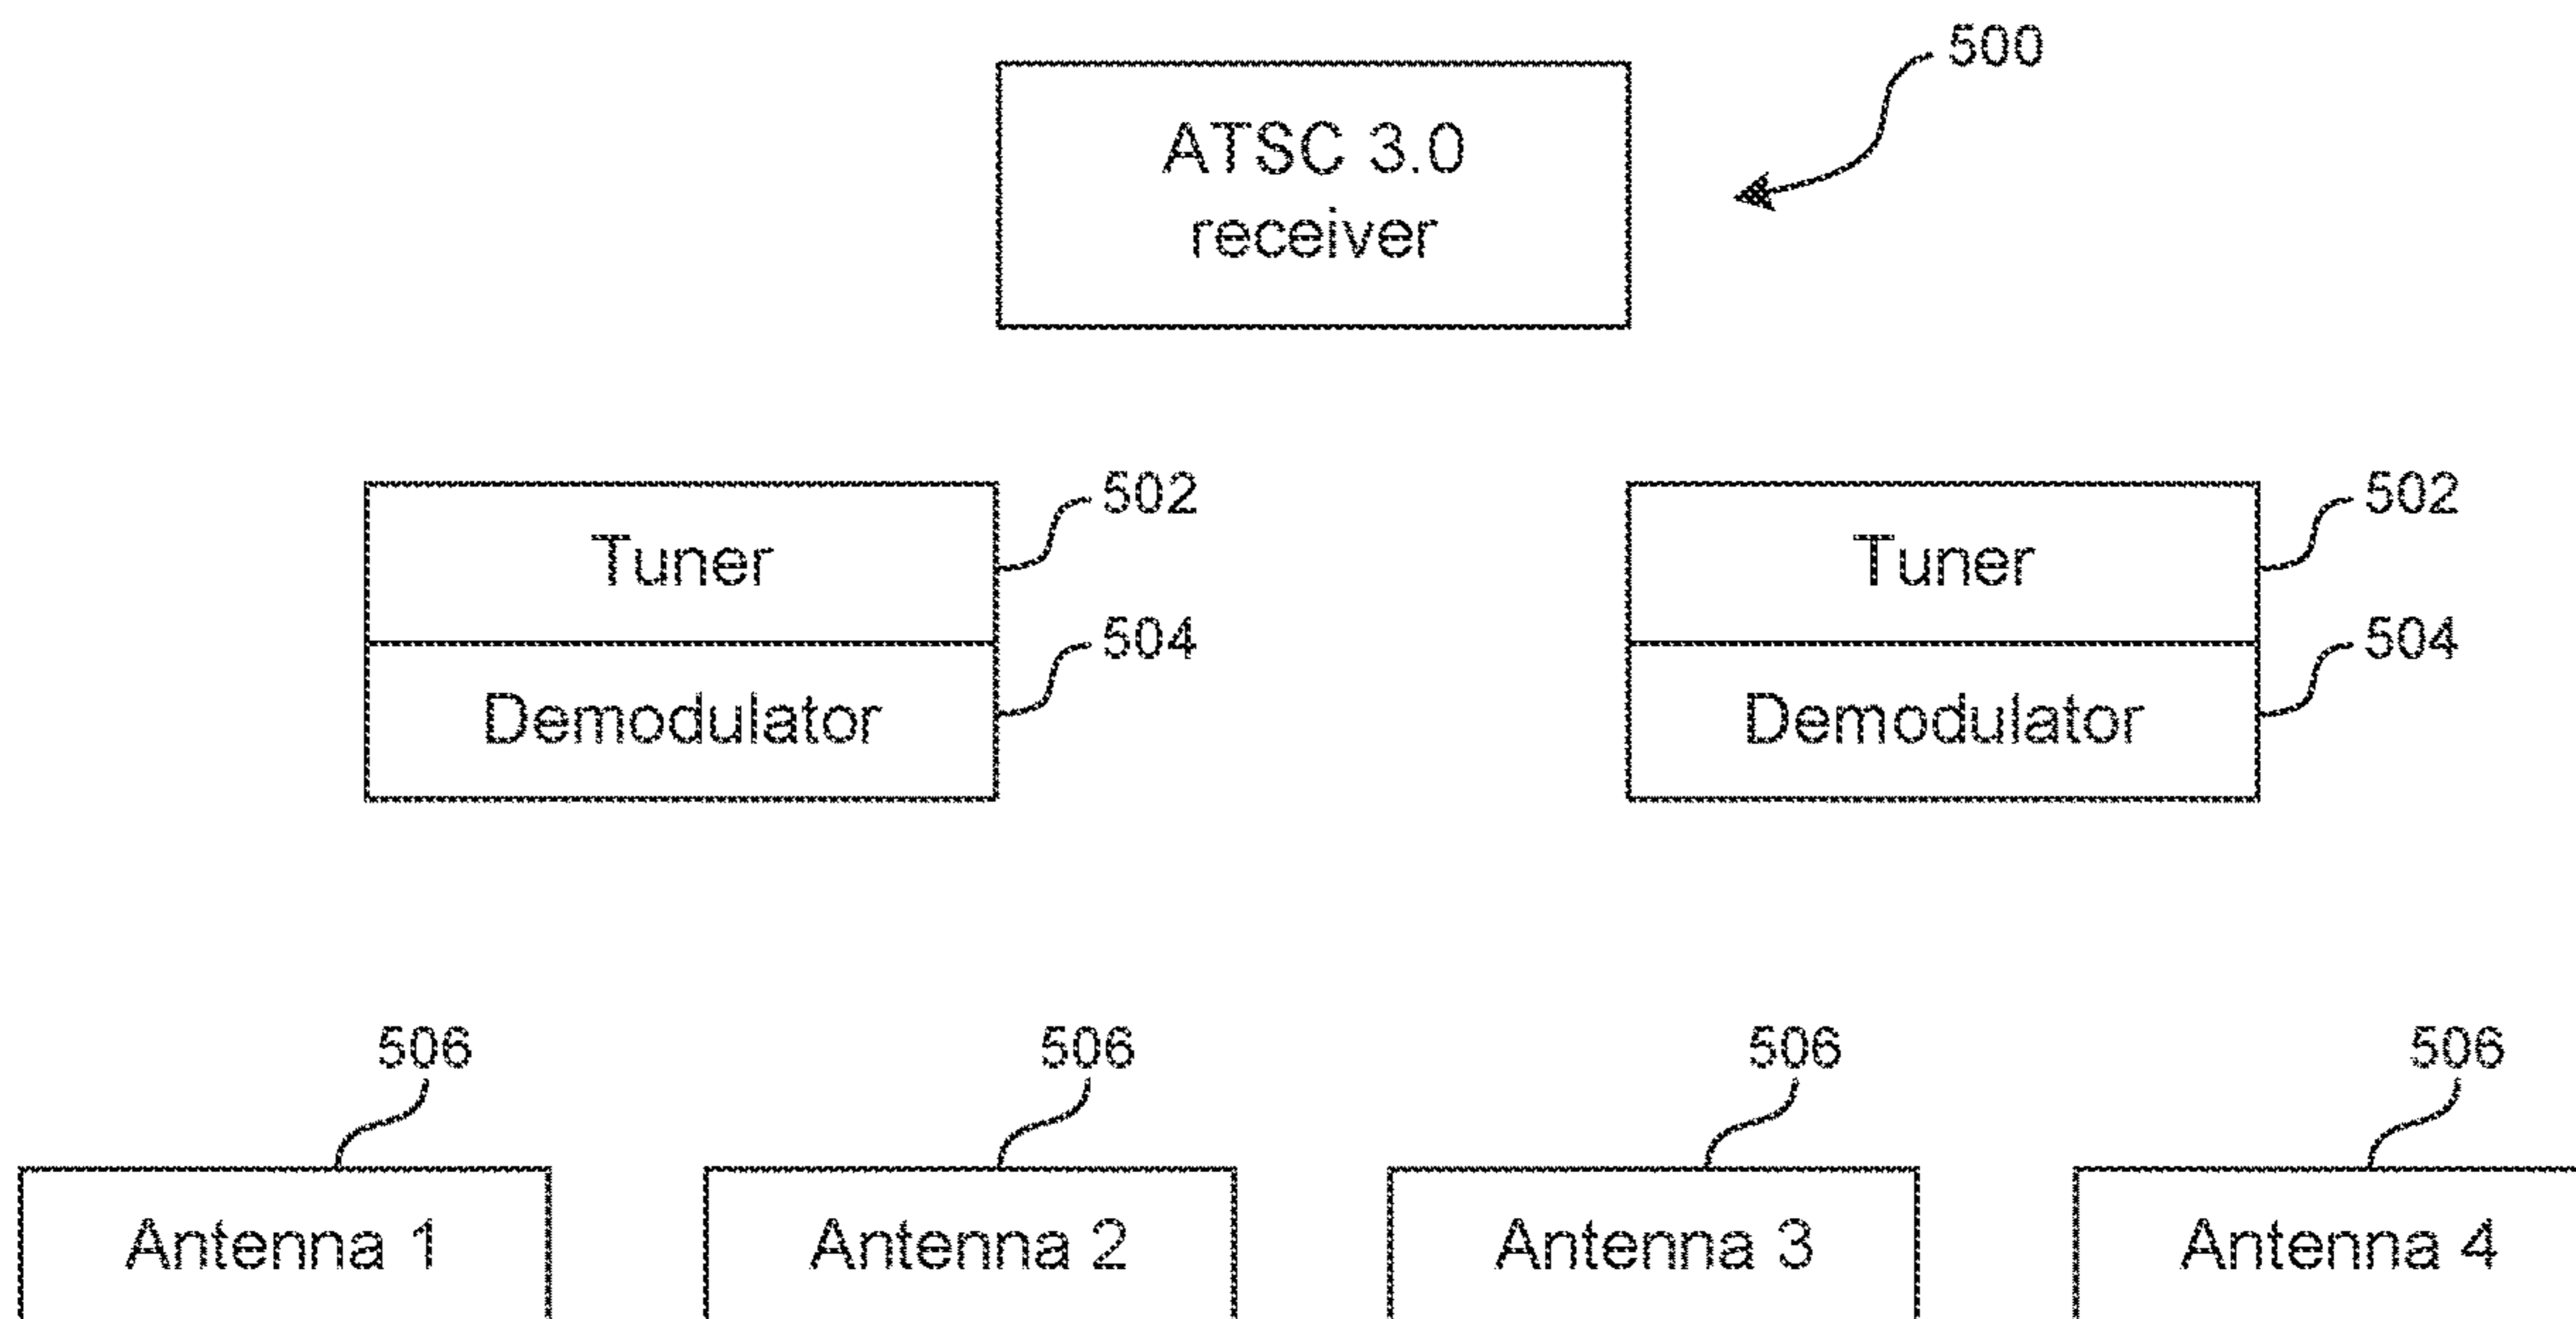 500
ATSC 3.0
receiver
502
502
Tuner
Tuner
504
504
Demodulator
Demodulator
506
506
506
506
Antenna 1
Antenna 2
Antenna 3
Antenna 4